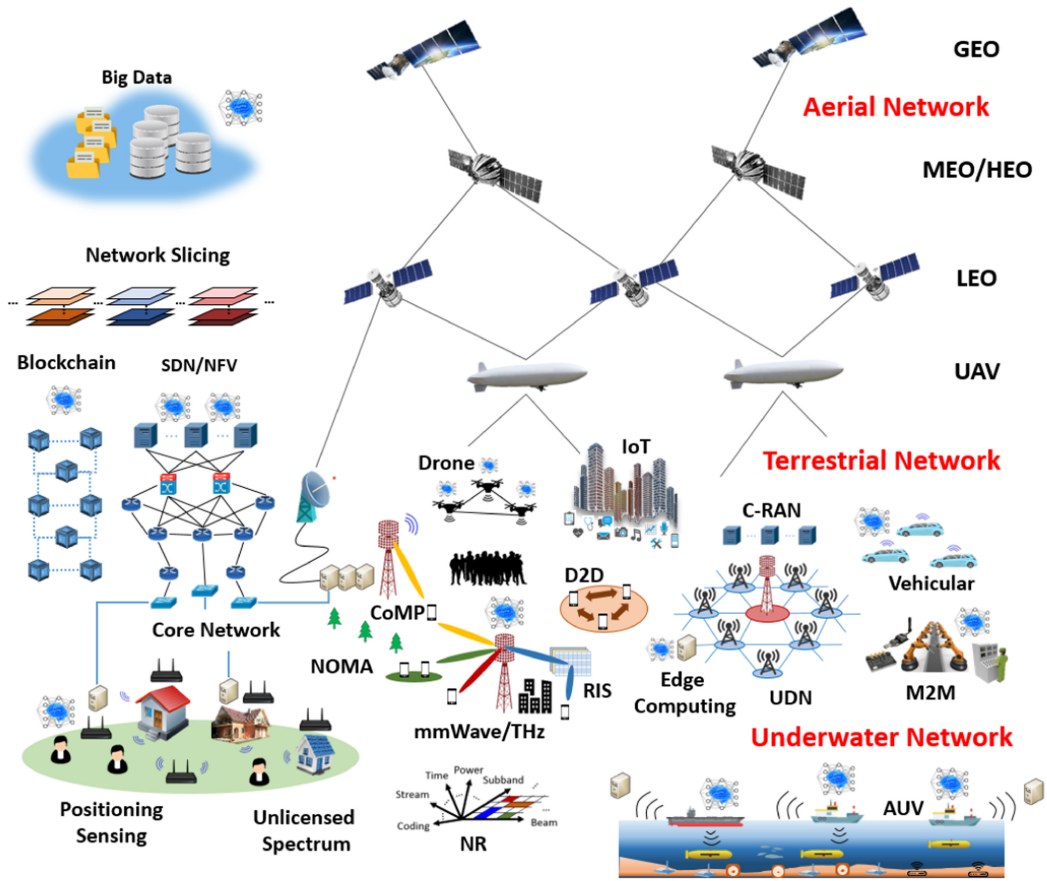 GEO
Big Data
Aerial Network
MEO/HEO
Network Slicing
...
...
...
...
LEO
Blockchain
SDN/NFV
UAV
...
...
IoT
Drone
Terrestrial Network
C-RAN
...
...
D2D
Vehicular
CoMP
Core Network
NOMA
RIS
Edge
Computing
UDN
M2M
mmWave/THz
Underwater Network
Time
Power
Subband
...
Stream
Coding
Beam
NR
Positioning
Sensing
Unlicensed
Spectrum
AUV